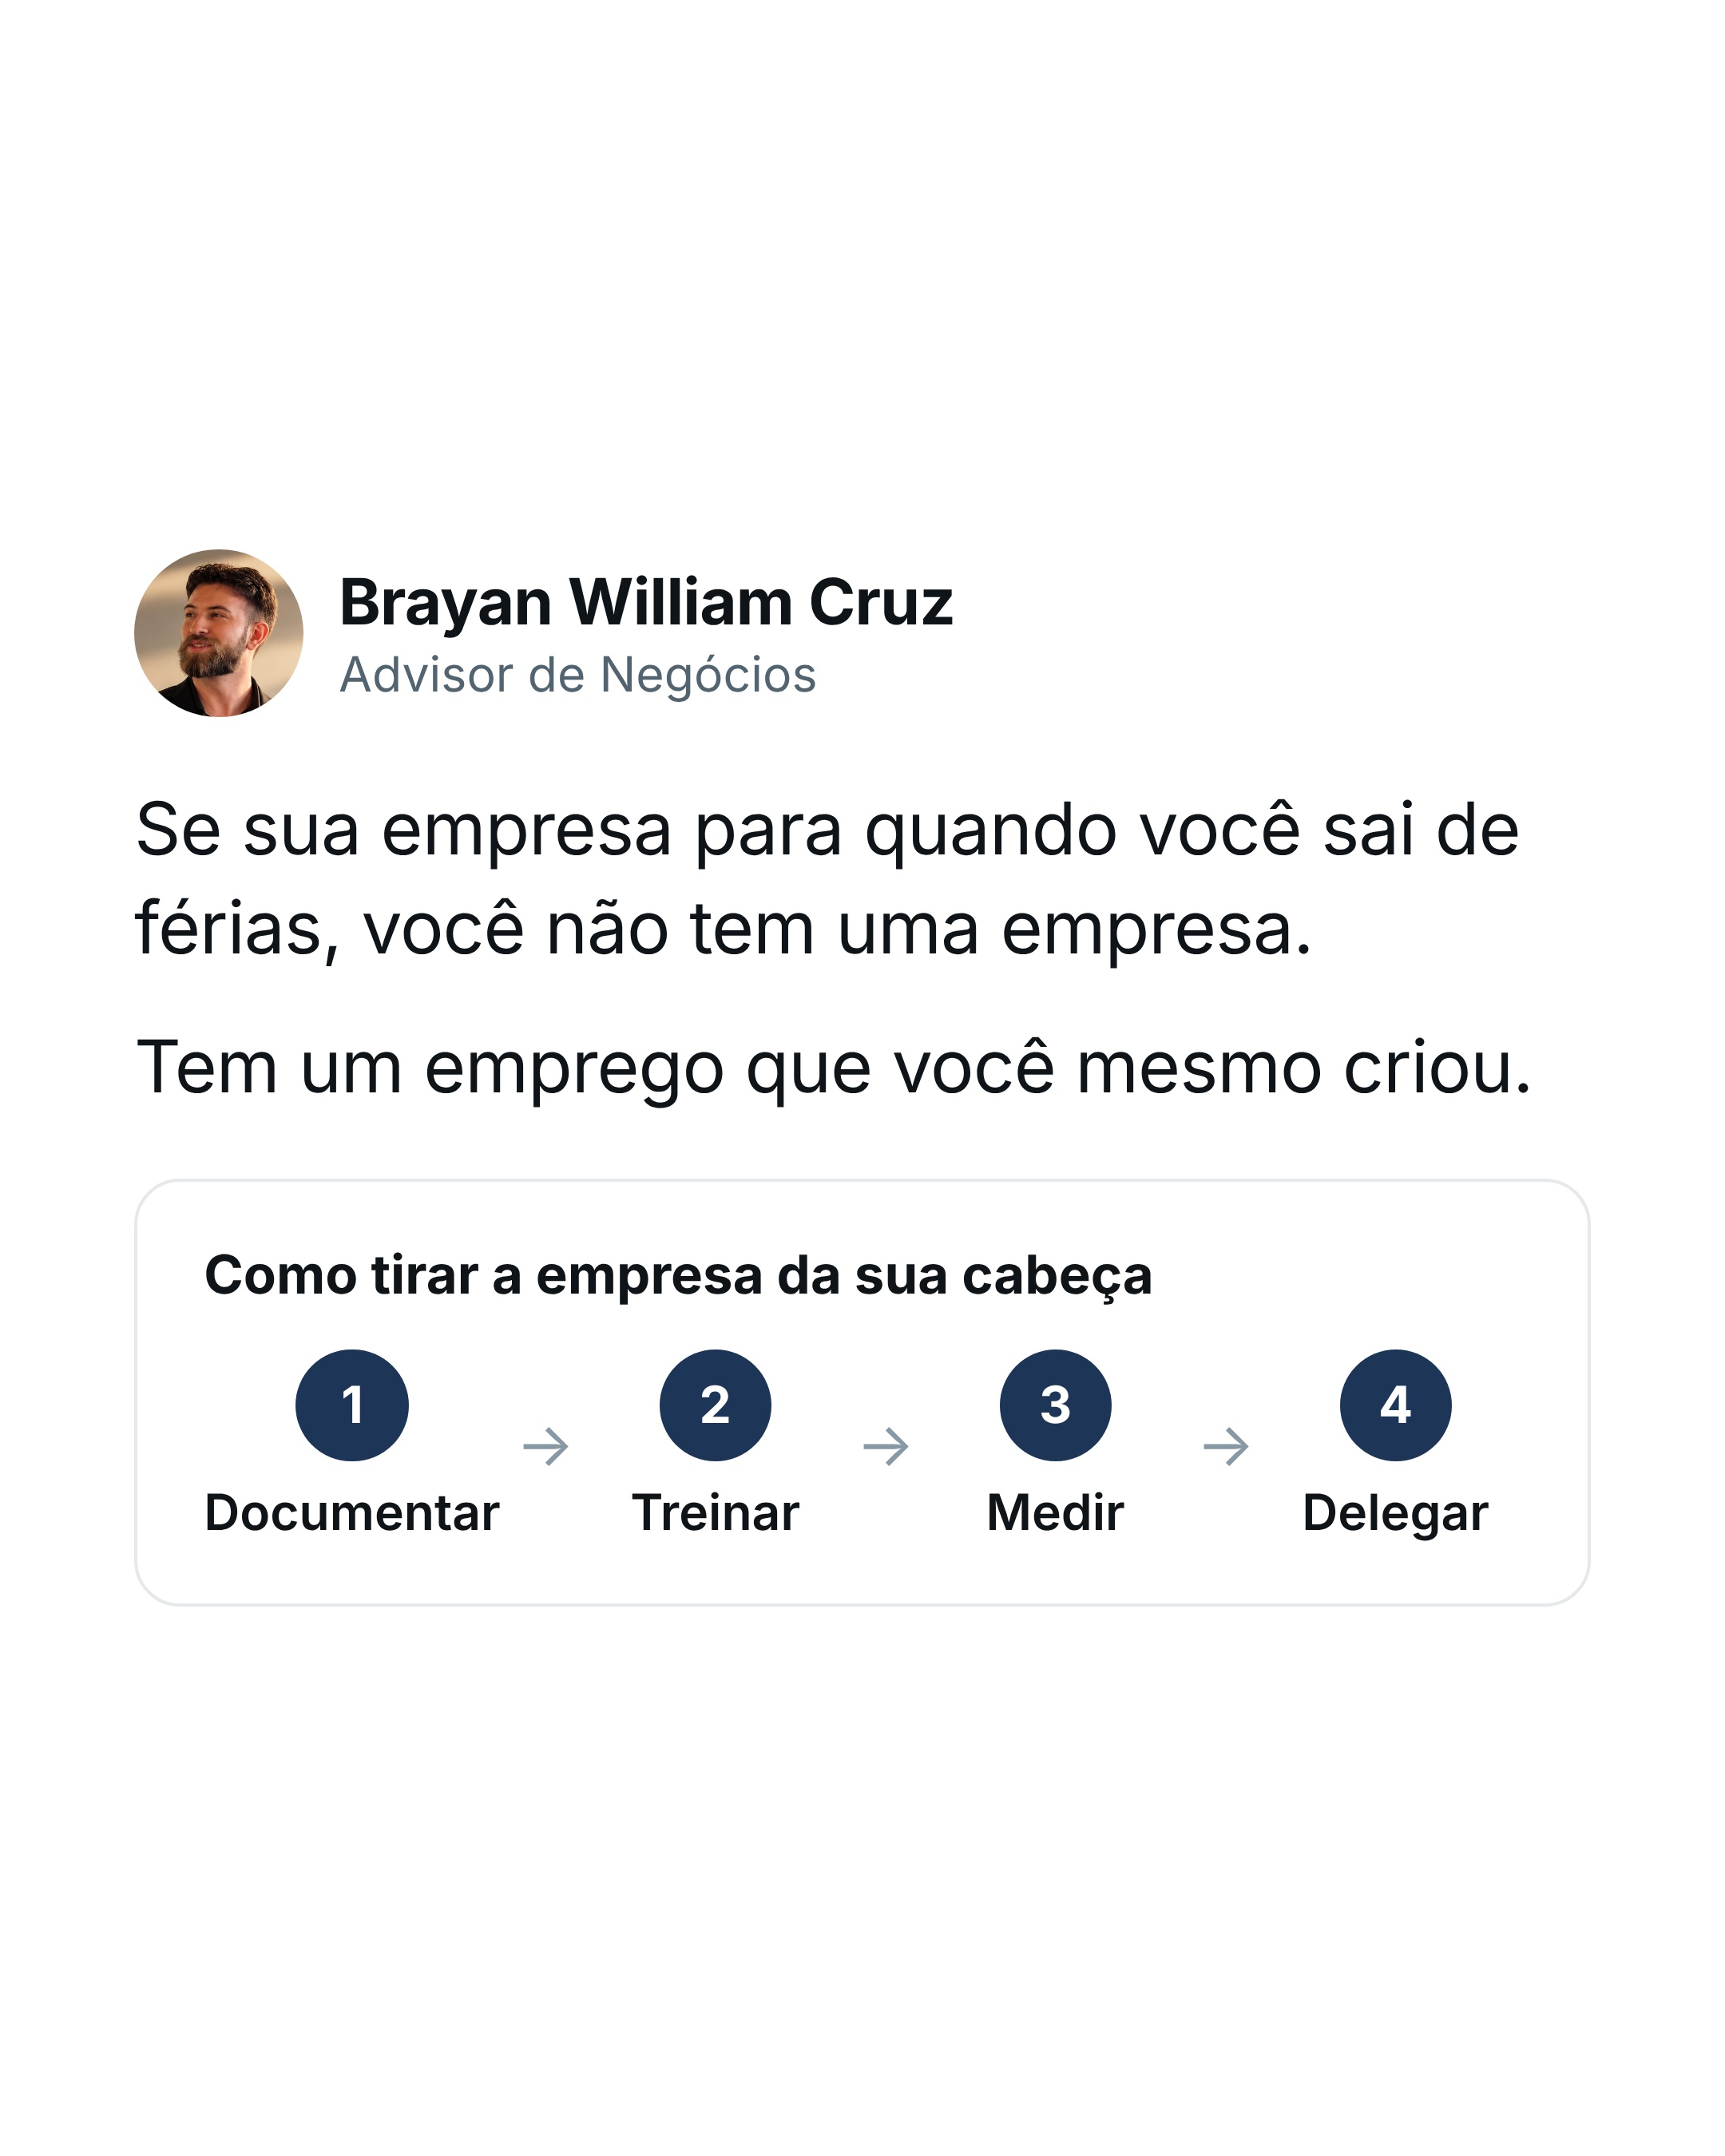 Brayan William Cruz
Advisor de Negócios
Se sua empresa para quando você sai de
férias, você não tem uma empresa.
Tem um emprego que você mesmo criou.
Como tirar a empresa da sua cabeça
1
2
3
4
Documentar
Treinar
Medir
Delegar